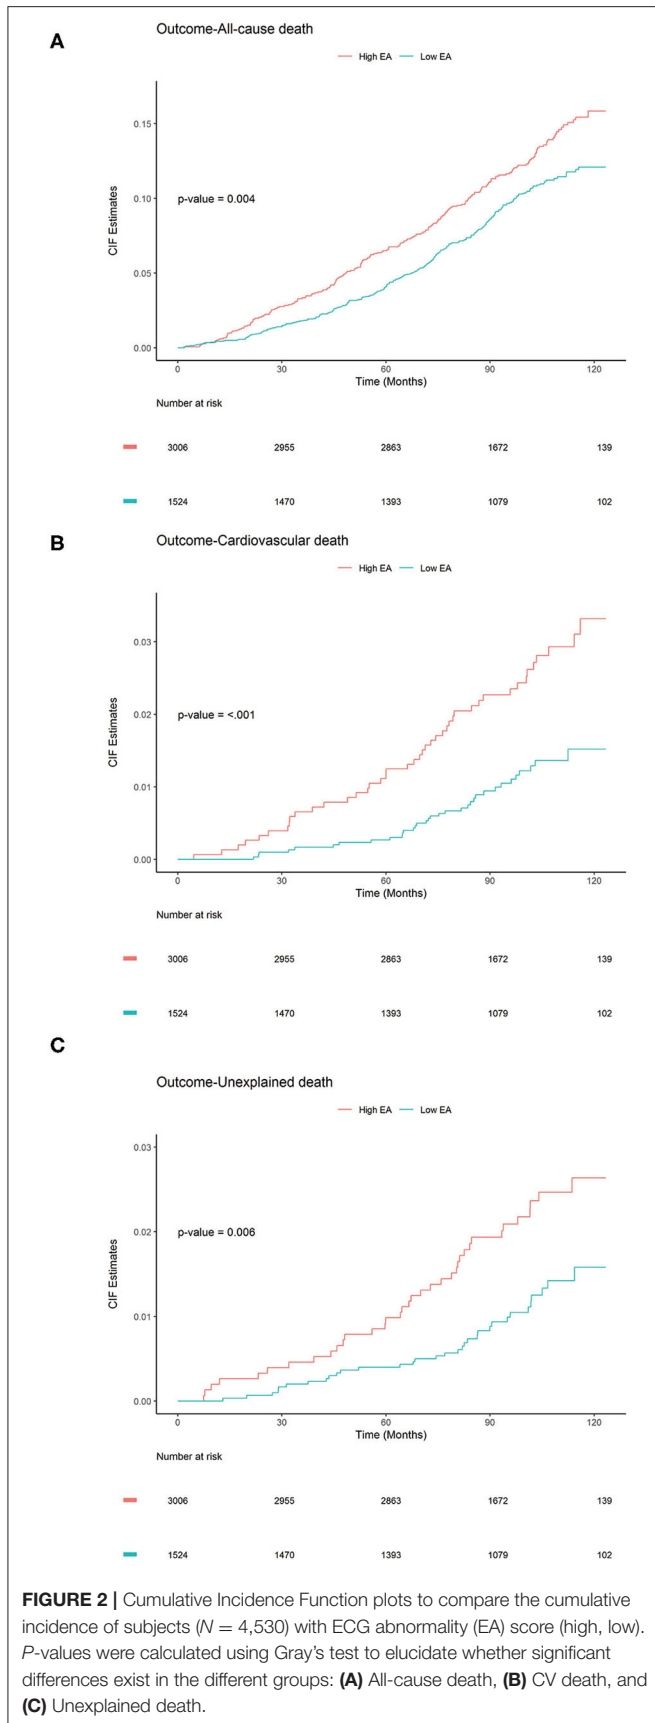 A
Outcome-All-cause death
High EA Low EA
CIF Estimates
0.15
0.10
0.05
0.00
p-value = 0.004
0 30 60 90 120
Time (Months)
Number at risk
3006 2955 2863 1672 139
1524 1470 1393 1079 102
B
Outcome-Cardiovascular death
High EA Low EA
CIF Estimates
0.03
0.02
0.01
0.00
p-value = <.001
0 30 60 90 120
Time (Months)
Number at risk
3006 2955 2863 1672 139
1524 1470 1393 1079 102
C
Outcome-Unexplained death
High EA Low EA
CIF Estimates
0.03
0.02
0.01
0.00
p-value = 0.006
0 30 60 90 120
Time (Months)
Number at risk
3006 2955 2863 1672 139
1524 1470 1393 1079 102
FIGURE 2 | Cumulative Incidence Function plots to compare the cumulative
incidence of subjects (N = 4,530) with ECG abnormality (EA) score (high, low).
P-values were calculated using Gray's test to elucidate whether significant
differences exist in the different groups: (A) All-cause death, (B) CV death, and
(C) Unexplained death.